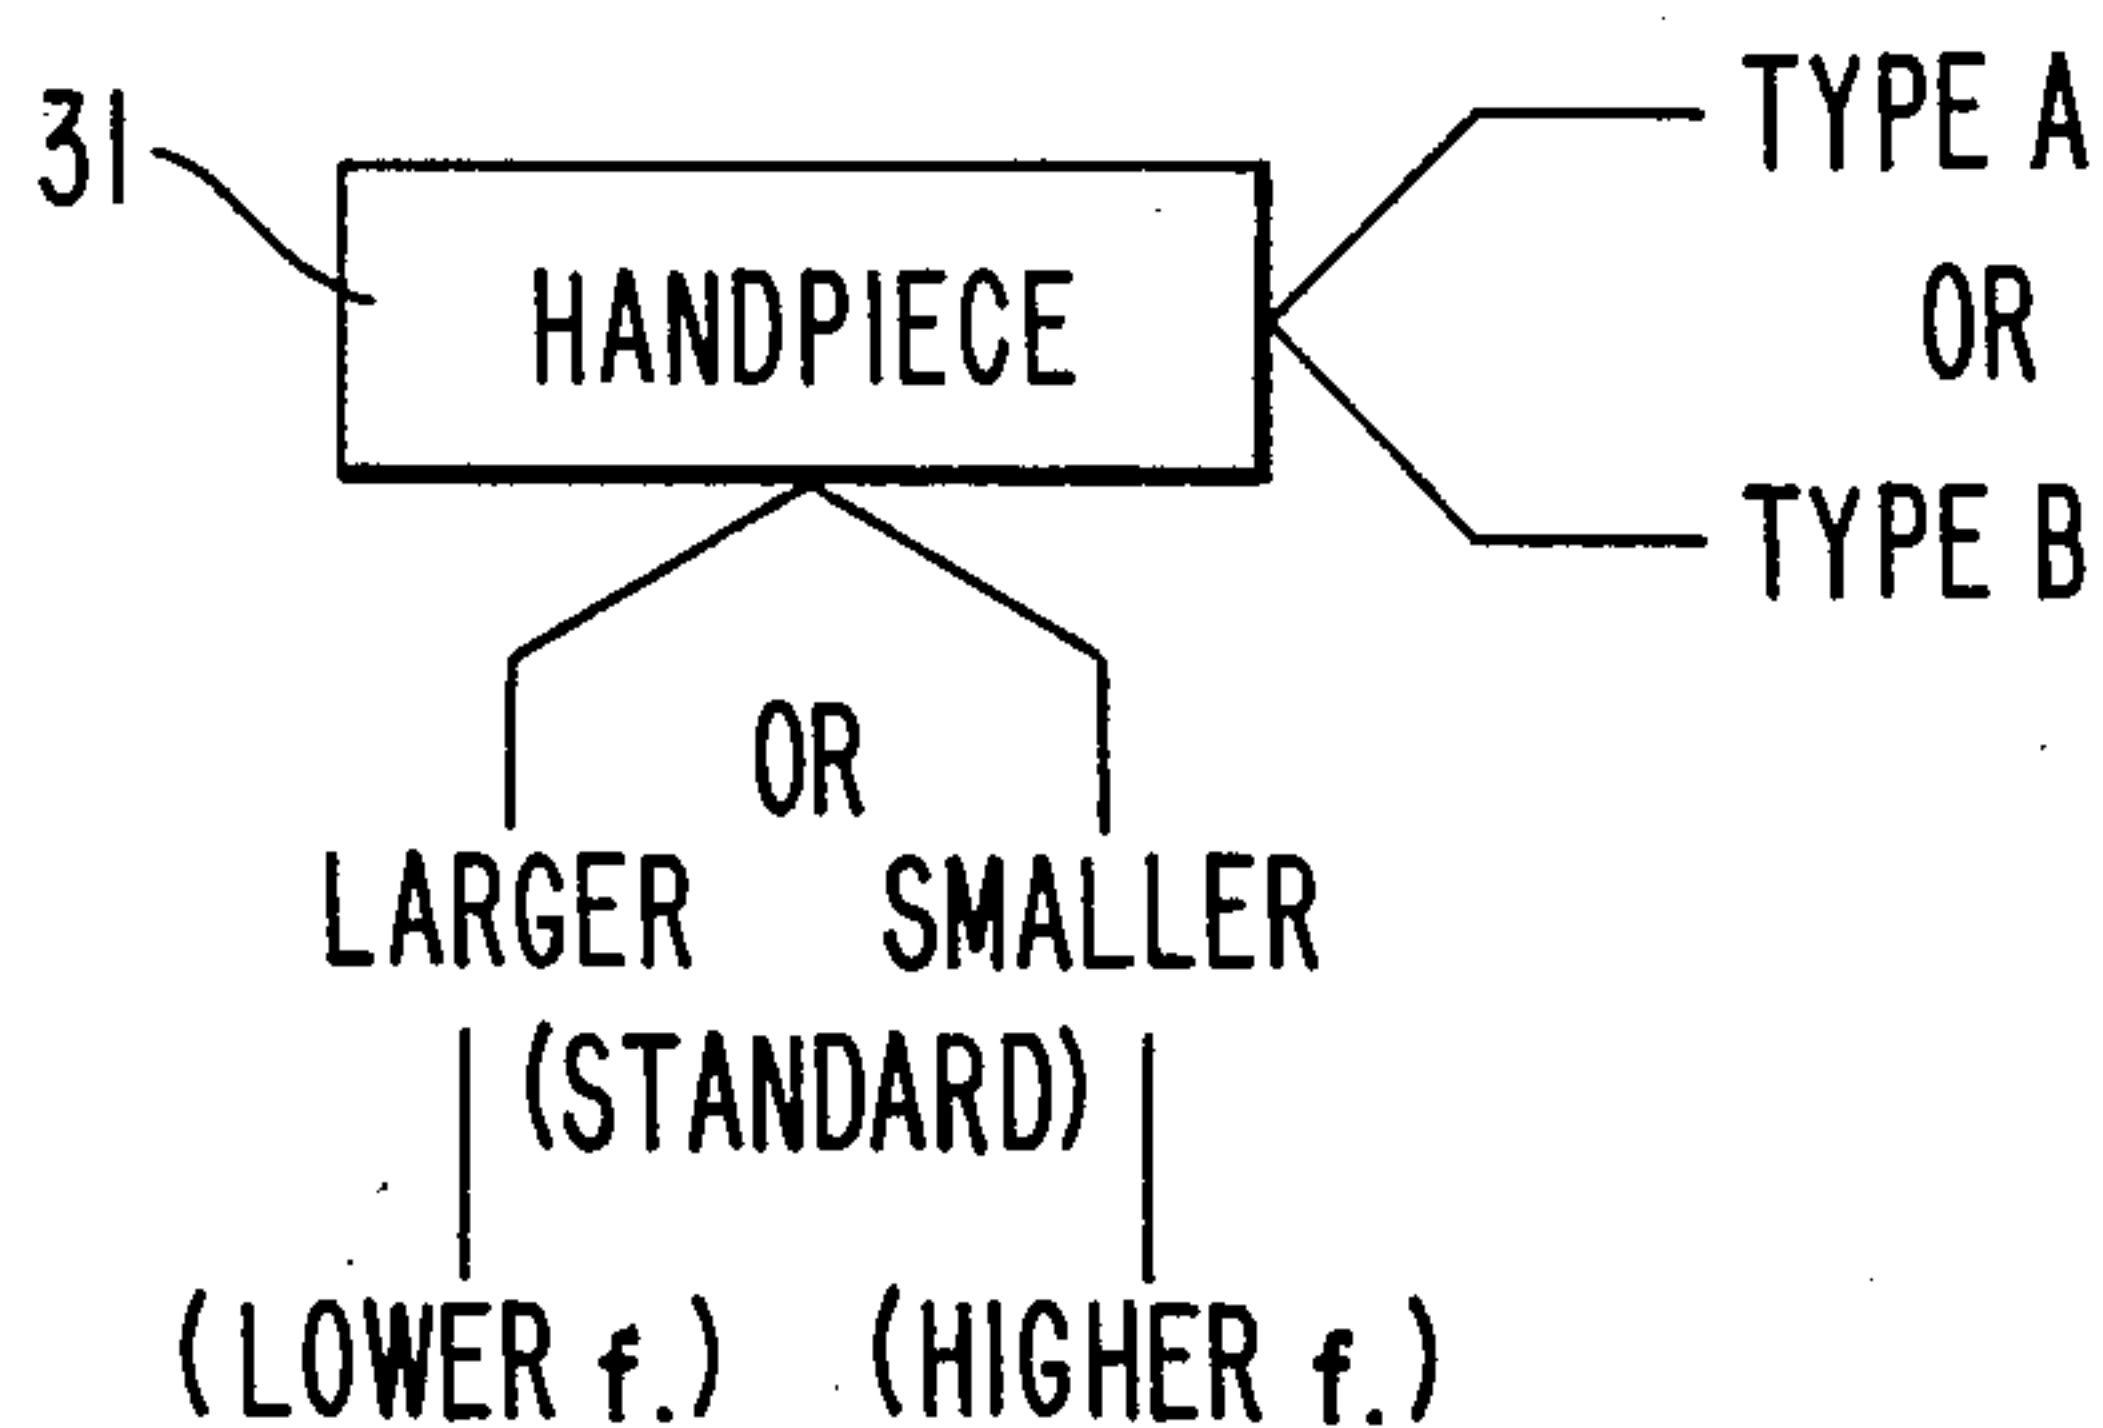 31
TYPE A
HANDPIECE
OR
TYPE B
OR
LARGER SMALLER
(STANDARD)
(LOWER f.) (HIGHER f.)